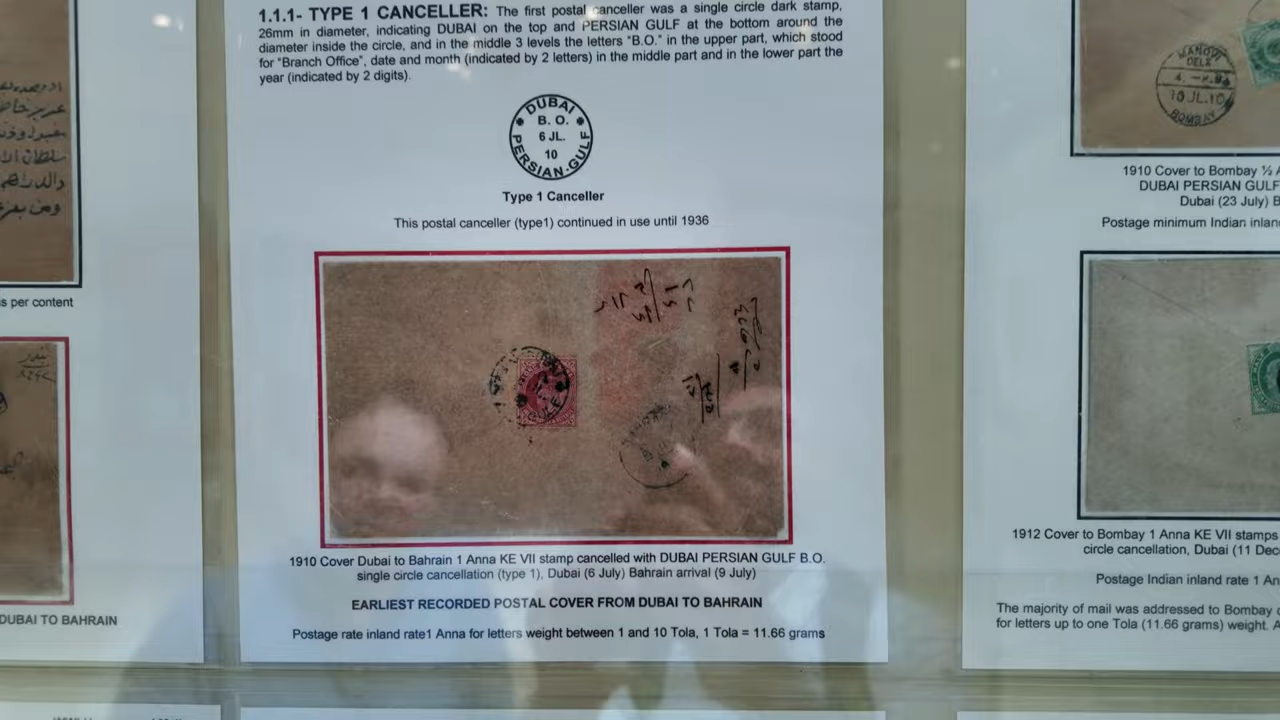 1.1.1- TYPE 1 CANCELLER: The first postal canceller was a single circle dark stamp,
26mm in diameter, indicating DUBAI on the top and PERSIAN GULF at the bottom around the
diameter inside the circle, and in the middle 3 levels the letters "B.O." in the upper part, which stood
for "Branch Office", date and month (indicated by 2 letters) in the middle part and in the lower part the
year (indicated by 2 digits).
DUBAI
B. O.
6 JL.
10
PERSIAN-GULF
Type 1 Canceller
This postal canceller (type1) continued in use until 1936
1910 Cover Dubai to Bahrain 1 Anna KE VII stamp cancelled with DUBAI PERSIAN GULF B.O.
single circle cancellation (type 1), Dubai (6 July) Bahrain arrival (9 July)
EARLIEST RECORDED POSTAL COVER FROM DUBAI TO BAHRAIN
Postage rate inland rate1 Anna for letters weight between 1 and 10 Tola, 1 Tola = 11.66 grams
s per content
DUBAI TO BAHRAIN
10 JL.10
BOMBAY
1910 Cover to Bombay ½
DUBAI PERSIAN GULF
Dubai (23 July) B
Postage minimum Indian inlan
1912 Cover to Bombay 1 Anna KE VII stamps
circle cancellation, Dubai (11 Dec
Postage Indian inland rate 1 An
The majority of mail was addressed to Bombay
for letters up to one Tola (11.66 grams) weight. A